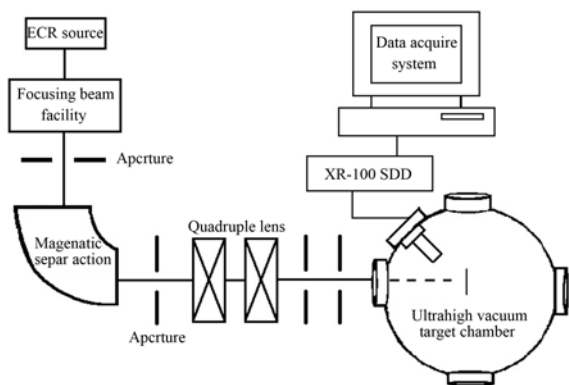 ECR source
Focusing beam
facility
Apcrture
Magenatic
separ action
Apcrture
Quadruple lens
Data acquire
system
XR-100 SDD
Ultrahigh vacuum
target chamber